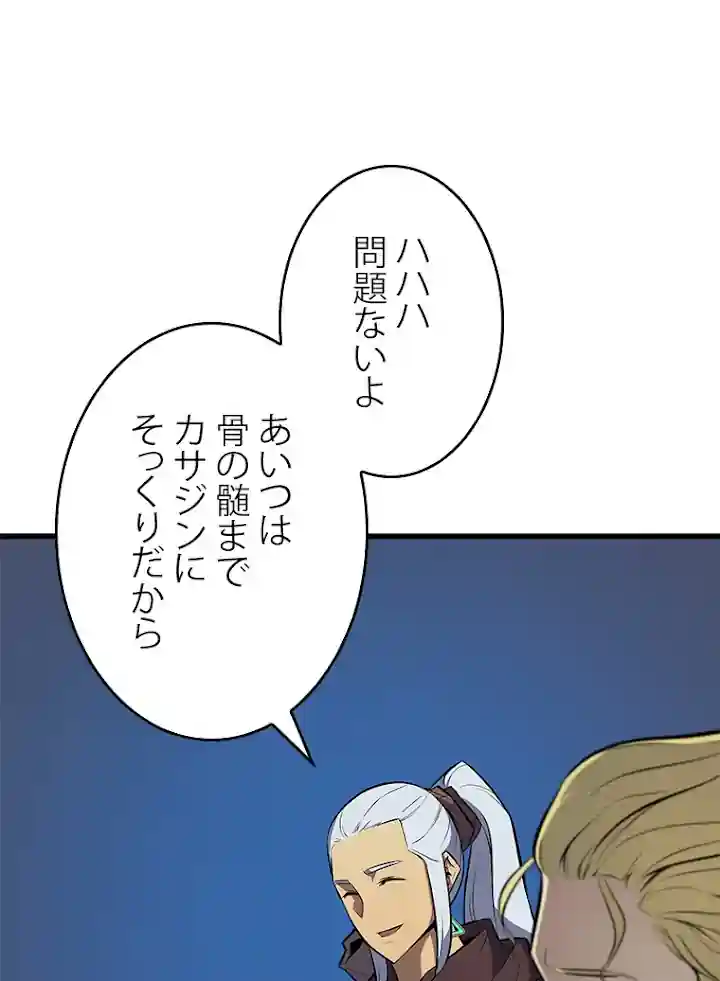 ハハハ
問題ないよ
あいつは
骨の髄まで
カサジンに
そっくりだから